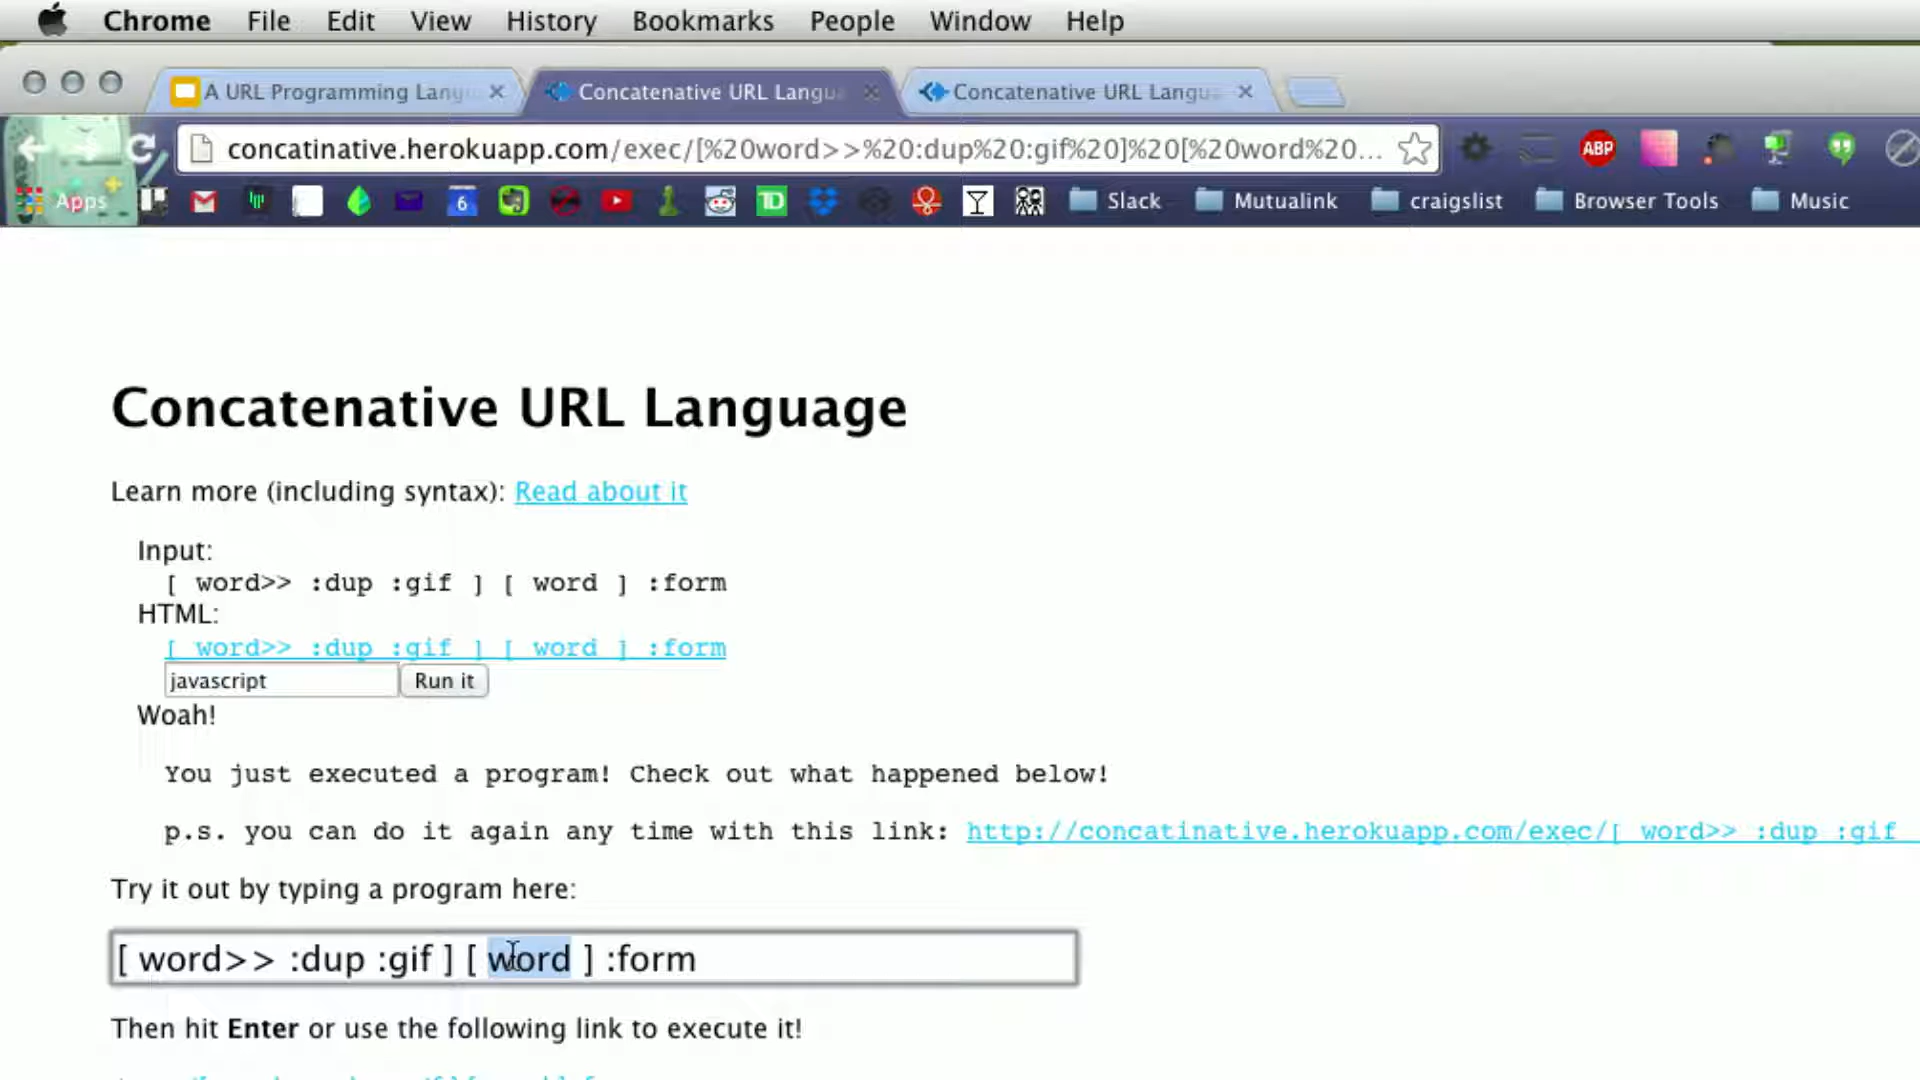 Chrome File Edit View History Bookmarks People Window Help
A URL Programming Langu Concatenative URL Langua Concatenative URL Langua
concatinative.herokuapp.com/exec/[%20word>>%20:dup%20:gif%20]%20[%20word%20... ABP
Apps 6 TD Slack Mutualink craigslist Browser Tools Music
Concatenative URL Language
Learn more (including syntax): Read about it
Input:
[ word>> :dup :gif ] [ word ] :form
HTML:
[ word>> :dup :gif ] [ word ] :form
javascript Run it
Woah!
You just executed a program! Check out what happened below!
p.s. you can do it again any time with this link: http://concatinative.herokuapp.com/exec/[ word>> :dup :gif
Try it out by typing a program here:
[ word>> :dup :gif ] [ word ] :form
Then hit Enter or use the following link to execute it!